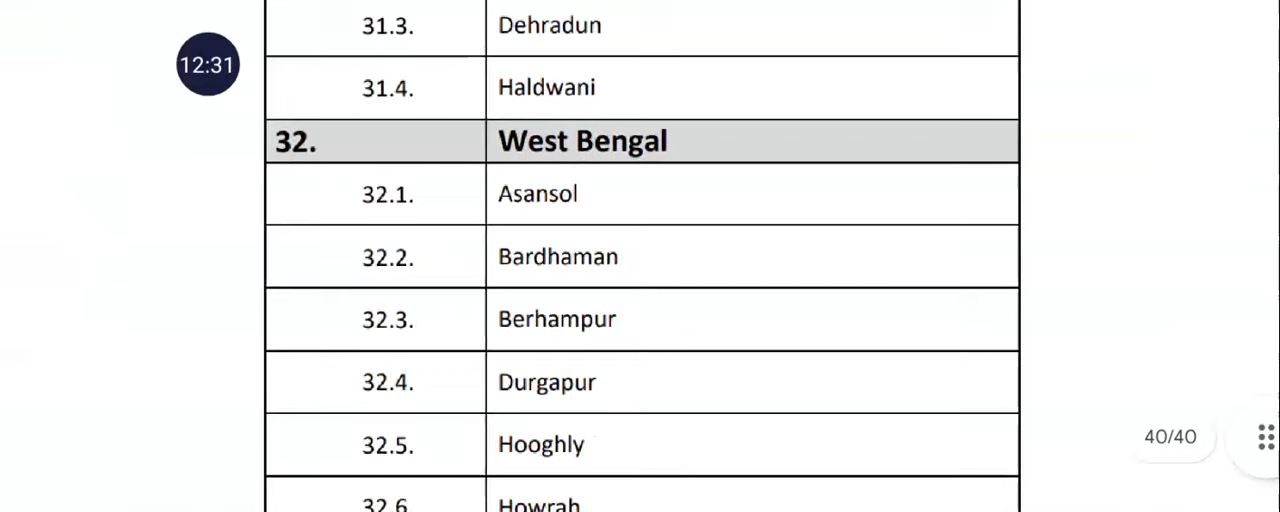 31.3. Dehradun
12:31
31.4. Haldwani
32. West Bengal
32.1. Asansol
32.2. Bardhaman
32.3. Berhampur
32.4. Durgapur
32.5. Hooghly
40/40
32.6 Howrah